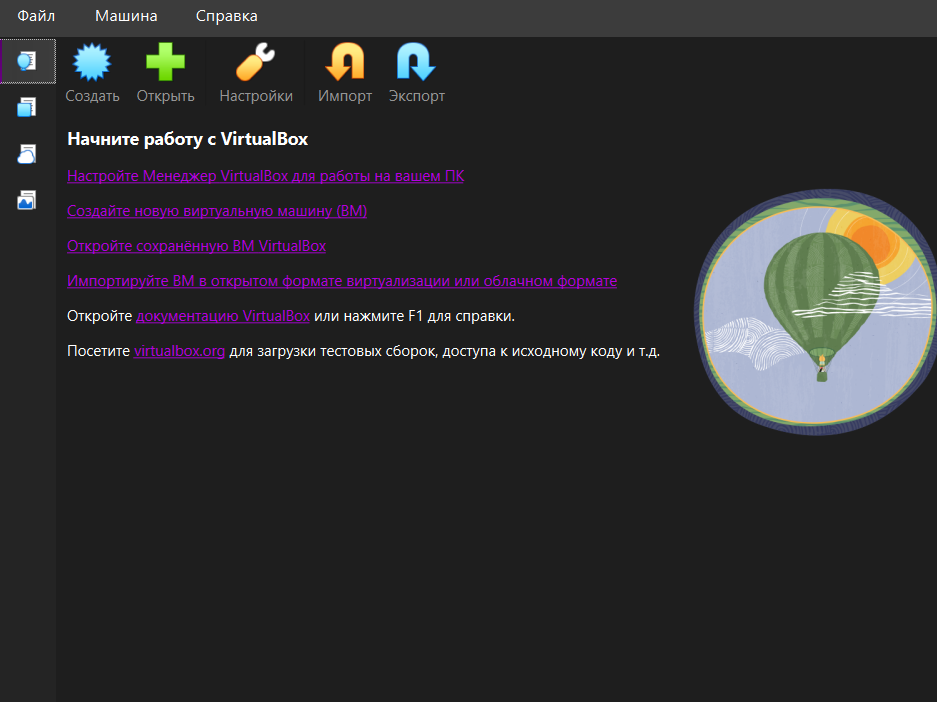 Файл Машина Справка
Создать Открыть Настройки Импорт Экспорт
Начните работу с VirtualBox
Настройте Менеджер VirtualBox для работы на вашем ПК
Создайте новую виртуальную машину (ВМ)
Откройте сохранённую ВМ VirtualBox
Импортируйте ВМ в открытом формате виртуализации или облачном формате
Откройте документацию VirtualBox или нажмите F1 для справки.
Посетите virtualbox.org для загрузки тестовых сборок, доступа к исходному коду и т.д.